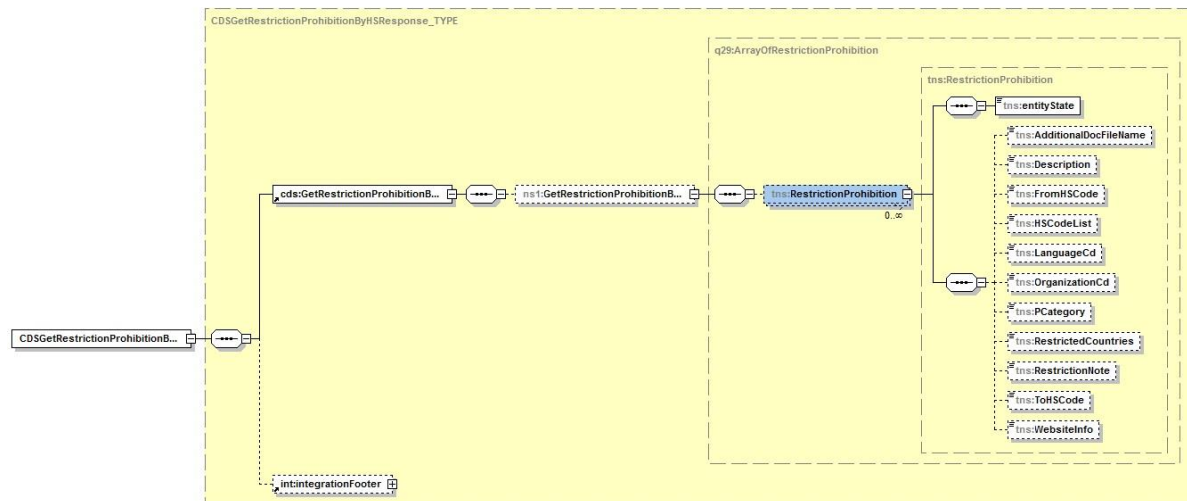 CDSGetRestrictionProhibitionByHSResponse_TYPE
q29:ArrayOfRestrictionProhibition
tns:RestrictionProhibition
tns:entityState
tns:AdditionalDocFileName
tns:Description
cds:GetRestrictionProhibitionB...
ns1:GetRestrictionProhibitionB...
tns:RestrictionProhibition
0..∞
tns:FromHSCode
tns:HSCodeList
tns:LanguageCd
tns:OrganizationCd
tns:PCategory
CDSGetRestrictionProhibitionB...
tns:RestrictedCountries
tns:RestrictionNote
tns:ToHSCode
tns:WebsiteInfo
int:integrationFooter